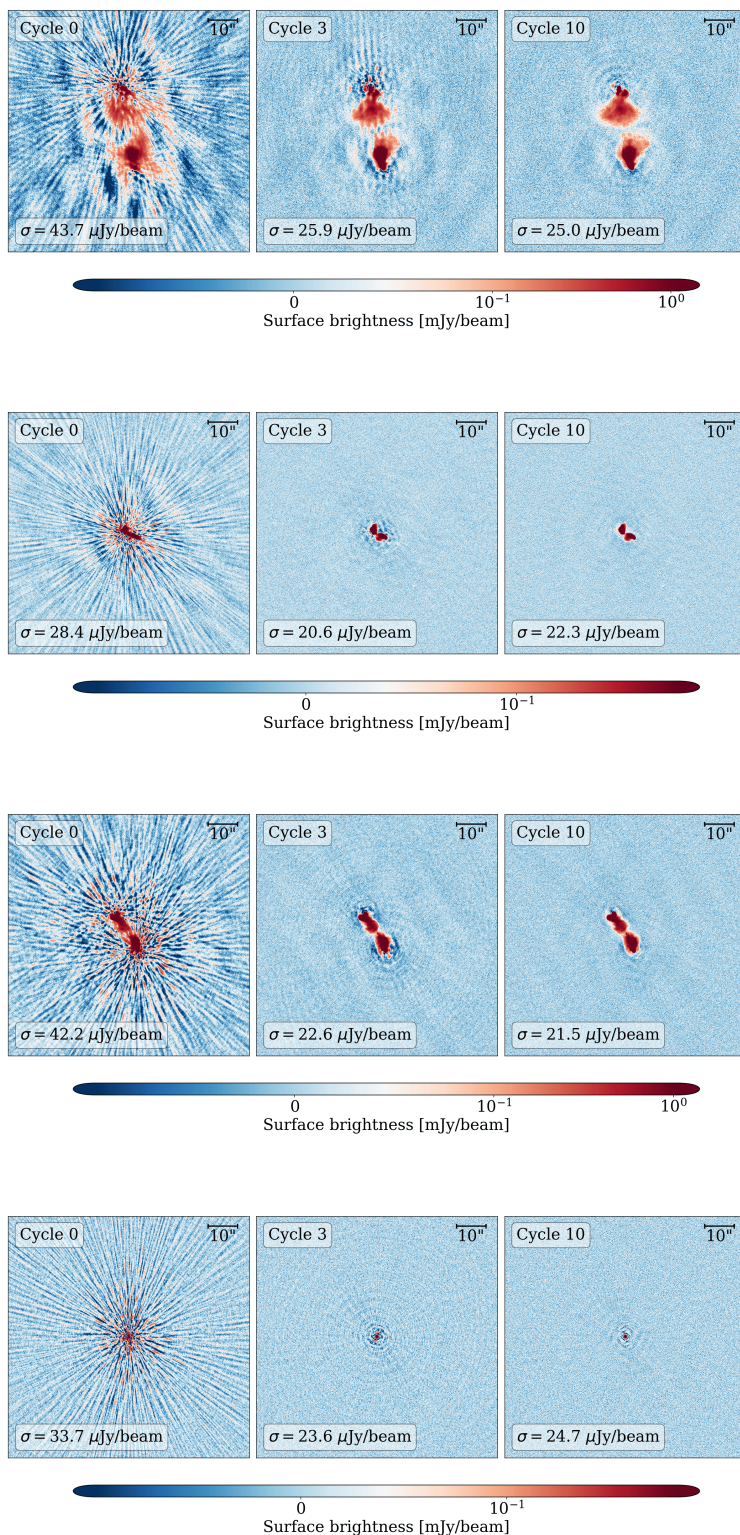 Cycle 0 10" Cycle 3 10" Cycle 10 10"
σ = 43.7 μJy/beam σ = 25.9 μJy/beam σ = 25.0 μJy/beam
0 10⁻¹ 10⁰
Surface brightness [mJy/beam]
Cycle 0 10" Cycle 3 10" Cycle 10 10"
σ = 28.4 μJy/beam σ = 20.6 μJy/beam σ = 22.3 μJy/beam
0 10⁻¹
Surface brightness [mJy/beam]
Cycle 0 10" Cycle 3 10" Cycle 10 10"
σ = 42.2 μJy/beam σ = 22.6 μJy/beam σ = 21.5 μJy/beam
0 10⁻¹ 10⁰
Surface brightness [mJy/beam]
Cycle 0 10" Cycle 3 10" Cycle 10 10"
σ = 33.7 μJy/beam σ = 23.6 μJy/beam σ = 24.7 μJy/beam
0 10⁻¹
Surface brightness [mJy/beam]